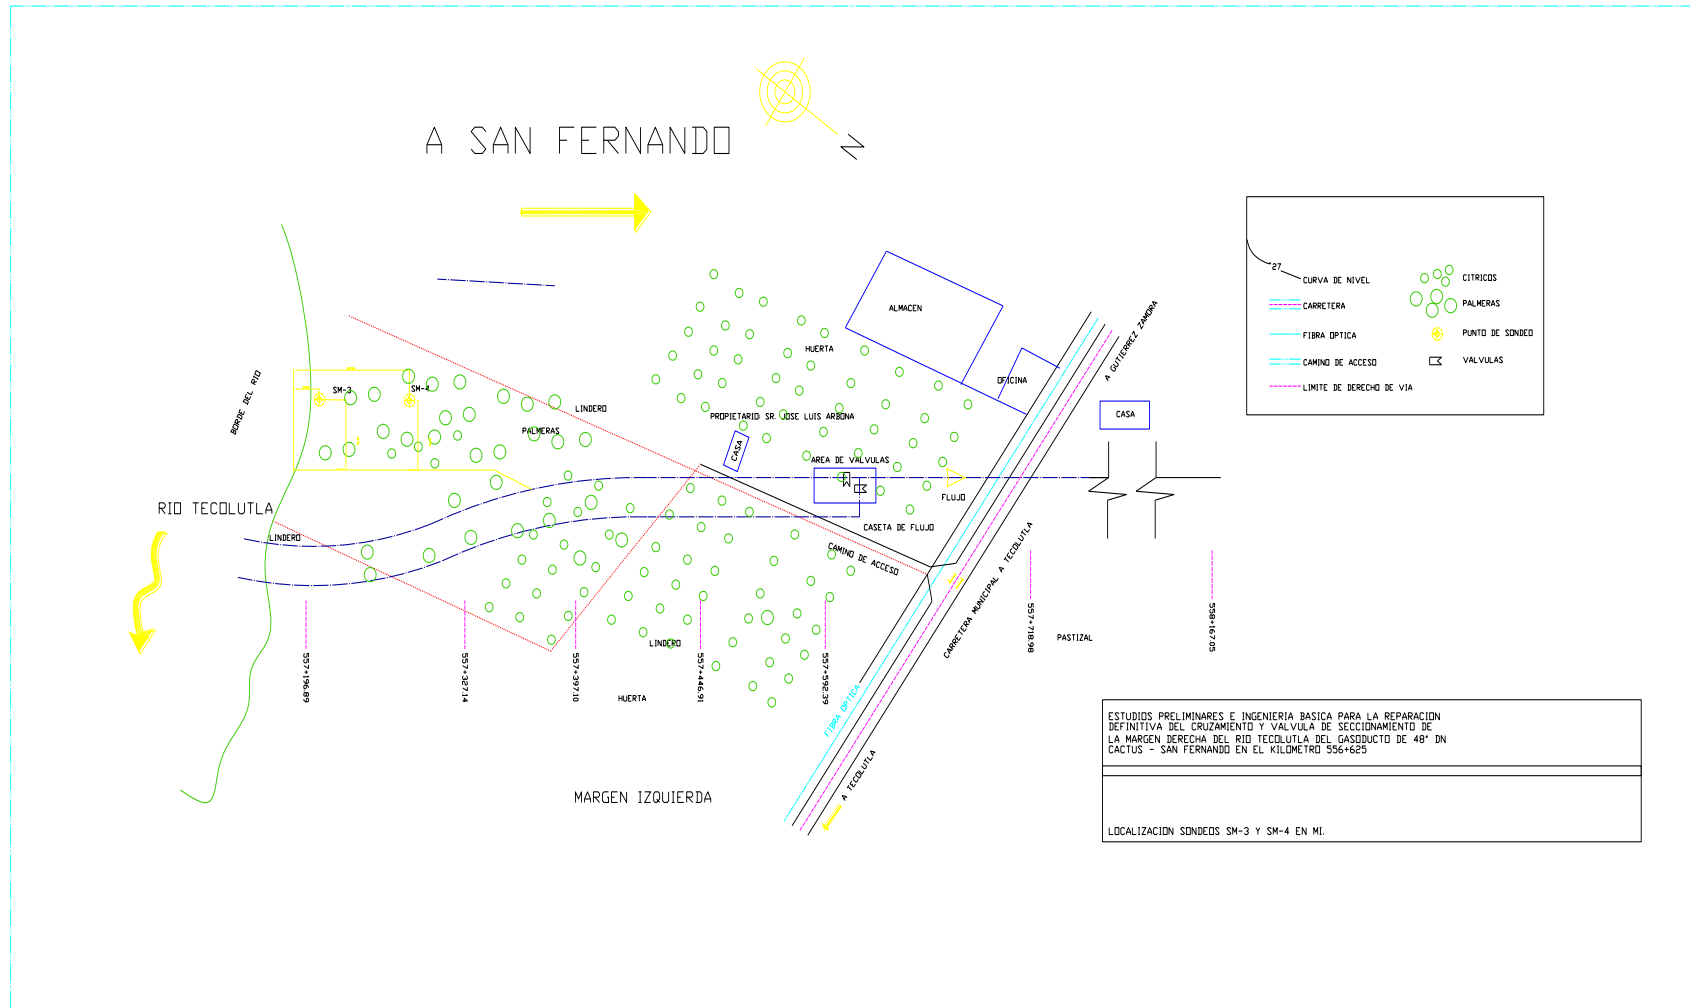 A SAN FERNANDO
N
27
CURVA DE NIVEL
CARRETERA
FIBRA OPTICA
CAMINO DE ACCESO
LIMITE DE DERECHO DE VIA
CITRICOS
PALMERAS
PUNTO DE SONDEO
VALVULAS
ALMACEN
HUERTA
OFICINA
A GUTIERREZ ZAMORA
CASA
BORDE DEL RIO
SM-3
SM-4
LINDERO
PALMERAS
PROPIETARIO: SR. JOSE LUIS ARBONA
CASA
AREA DE VALVULAS
FLUJO
CASETA DE FLUJO
RIO TECOLUTLA
LINDERO
CAMINO DE ACCESO
CARRETERA MUNICIPAL A TECOLUTLA
557+196.89
557+327.14
557+397.10
557+446.91
557+592.39
557+718.98
558+167.05
PASTIZAL
LINDERO
HUERTA
FIBRA OPTICA
A TECOLUTLA
MARGEN IZQUIERDA
ESTUDIOS PRELIMINARES E INGENIERIA BASICA PARA LA REPARACION
DEFINITIVA DEL CRUZAMIENTO Y VALVULA DE SECCIONAMIENTO DE
LA MARGEN DERECHA DEL RIO TECOLUTLA DEL GASODUCTO DE 48" DN
CACTUS - SAN FERNANDO EN EL KILOMETRO 556+625
LOCALIZACION SONDEOS SM-3 Y SM-4 EN MI.